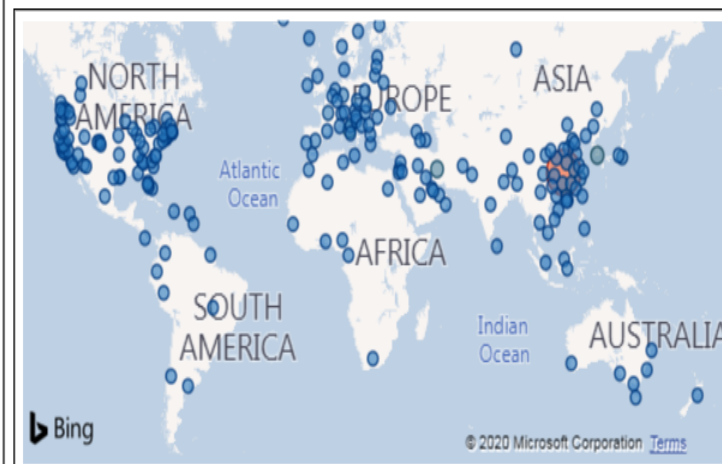 NORTH
AMERICA
EUROPE
ASIA
Atlantic
Ocean
AFRICA
SOUTH
AMERICA
Indian
Ocean
AUSTRALIA
Bing
© 2020 Microsoft Corporation Terms